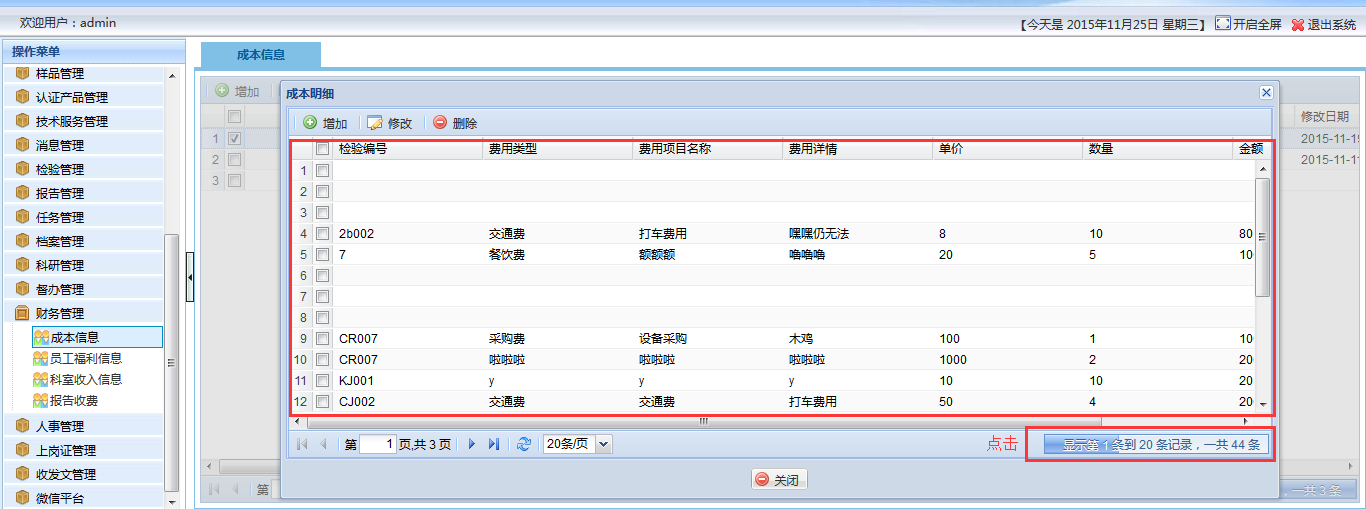 欢迎用户：admin
【今天是 2015年11月25日 星期三】 开启全屏 退出系统
操作菜单
样品管理
认证产品管理
技术服务管理
消息管理
检验管理
报告管理
任务管理
档案管理
科研管理
督办管理
财务管理
成本信息
员工福利信息
科室收入信息
报告收费
人事管理
上岗证管理
收发文管理
微信平台
成本信息
增加
修改日期
1 2015-11-15
2 2015-11-1
3
成本明细
增加 修改 删除
检验编号 费用类型 费用项目名称 费用详情 单价 数量 金额
1
2
3
4 2b002 交通费 打车费用 嘿嘿仍无法 8 10 80
5 7 餐饮费 额额额 噜噜噜 20 5 10
6
7
8
9 CR007 采购费 设备采购 木鸡 100 1 10
10 CR007 啦啦啦 啦啦啦 啦啦啦 1000 2 20
11 KJ001 y y y 10 10 20
12 CJ002 交通费 交通费 打车费用 50 4 20
第 1 页,共 3 页 20条/页 点击 显示第 1 条到 20 条记录，一共 44 条
关闭
第 ，一共 3 条